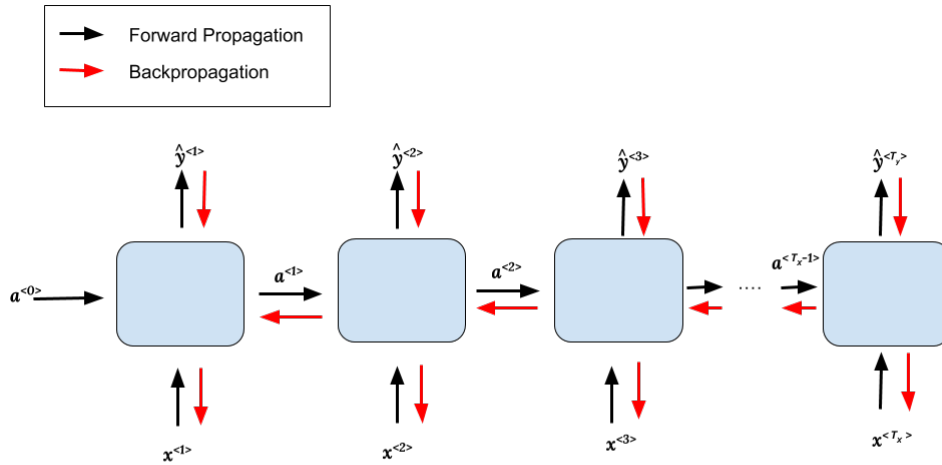 Forward Propagation
Backpropagation
ŷ<1> ŷ<2> ŷ<3> ŷ<Ty>
a<0> a<1> a<2> .... a<Tx-1>
x<1> x<2> x<3> x<Tx>